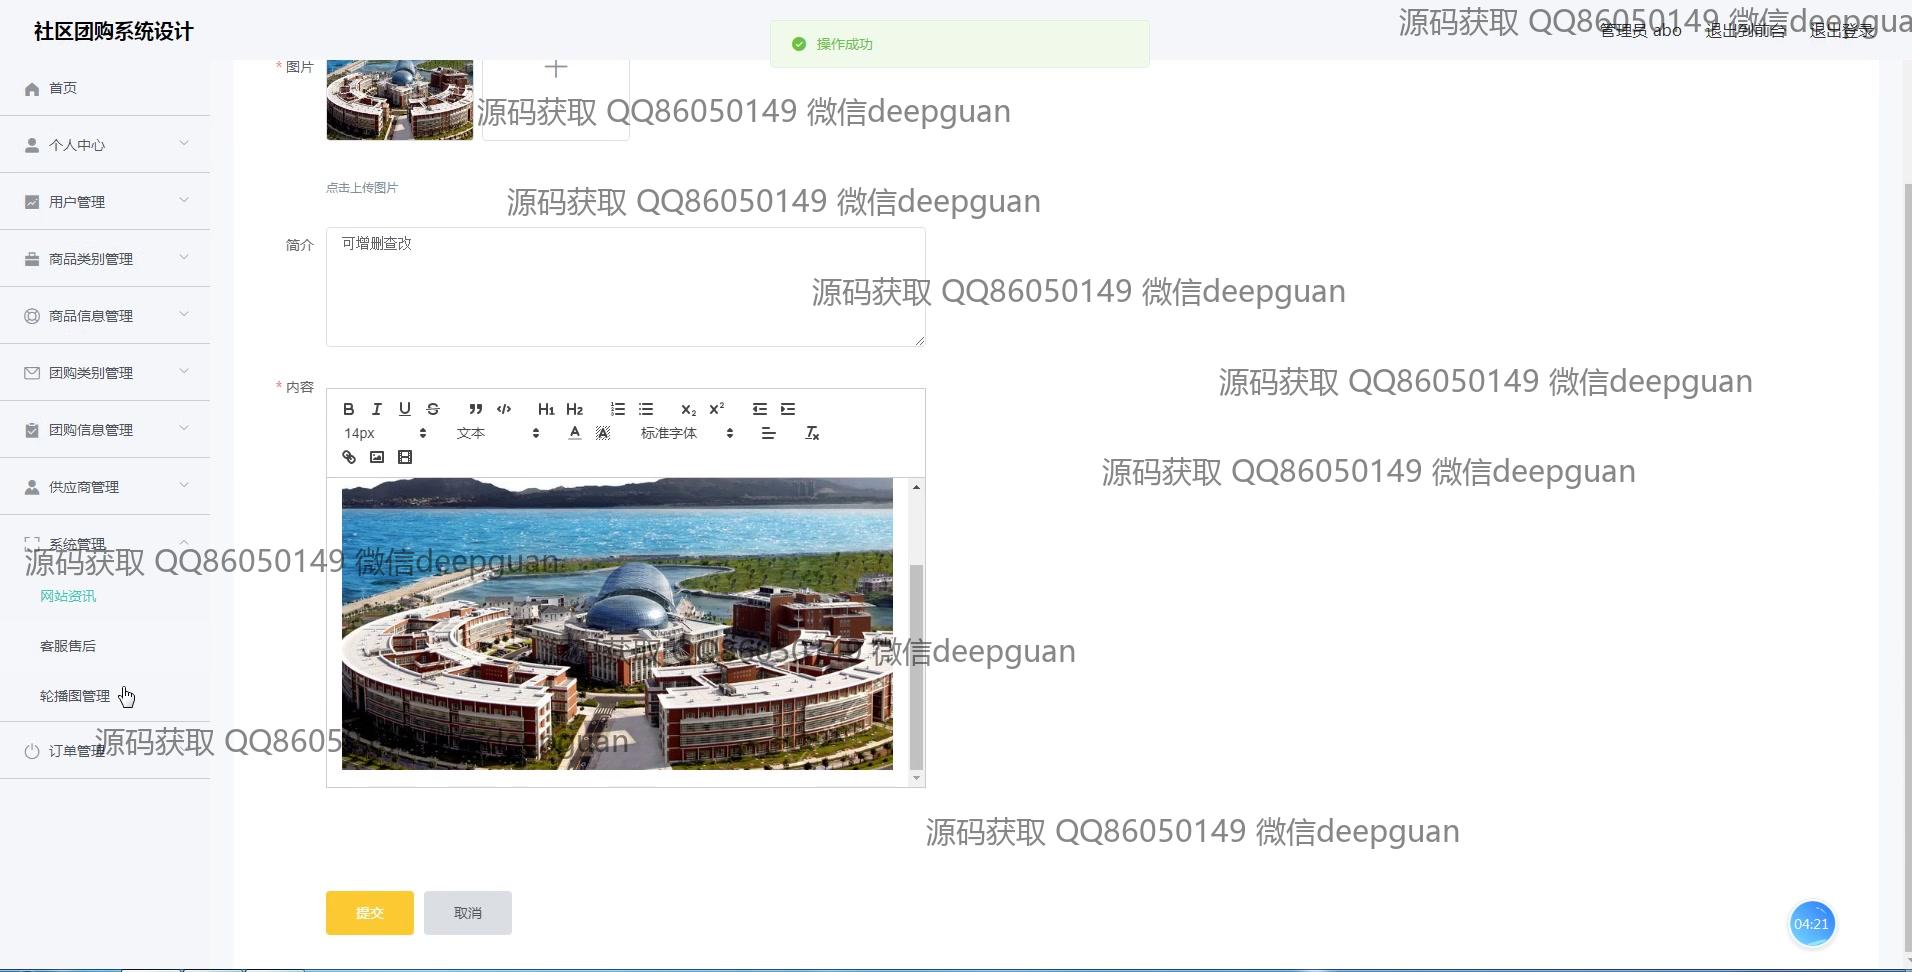 社区团购系统设计
操作成功
源码获取 QQ86050149 微信deepgua
管理员 abo
退出到前台
退出登录
首页
个人中心
用户管理
商品类别管理
商品信息管理
团购类别管理
团购信息管理
供应商管理
系统管理
网站资讯
客服售后
轮播图管理
订单管理
* 图片
源码获取 QQ86050149 微信deepguan
点击上传图片
源码获取 QQ86050149 微信deepguan
简介
可增删查改
源码获取 QQ86050149 微信deepguan
源码获取 QQ86050149 微信deepguan
* 内容
B I U S H1 H2 X2 X2
14px 文本 A A 标准字体 Tx
源码获取 QQ86050149 微信deepguan
源码获取 QQ86050149 微信deepguan
获取 QQ86050149 微信deepguan
源码获取 QQ8605 deepguan
源码获取 QQ86050149 微信deepguan
提交
取消
04:21